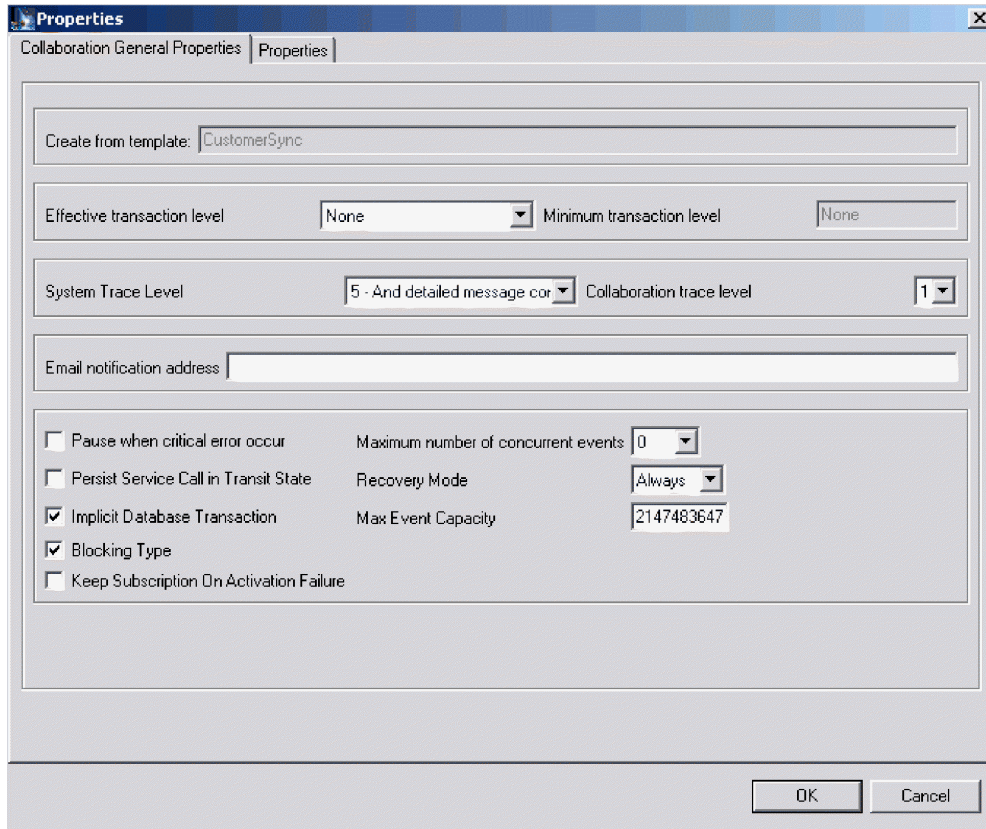 Properties
Collaboration General Properties Properties
Create from template: CustomerSync
Effective transaction level None Minimum transaction level None
System Trace Level 5 - And detailed message cor Collaboration trace level 1
Email notification address
Pause when critical error occur Maximum number of concurrent events 0
Persist Service Call in Transit State Recovery Mode Always
Implicit Database Transaction Max Event Capacity 2147483647
Blocking Type
Keep Subscription On Activation Failure
OK Cancel